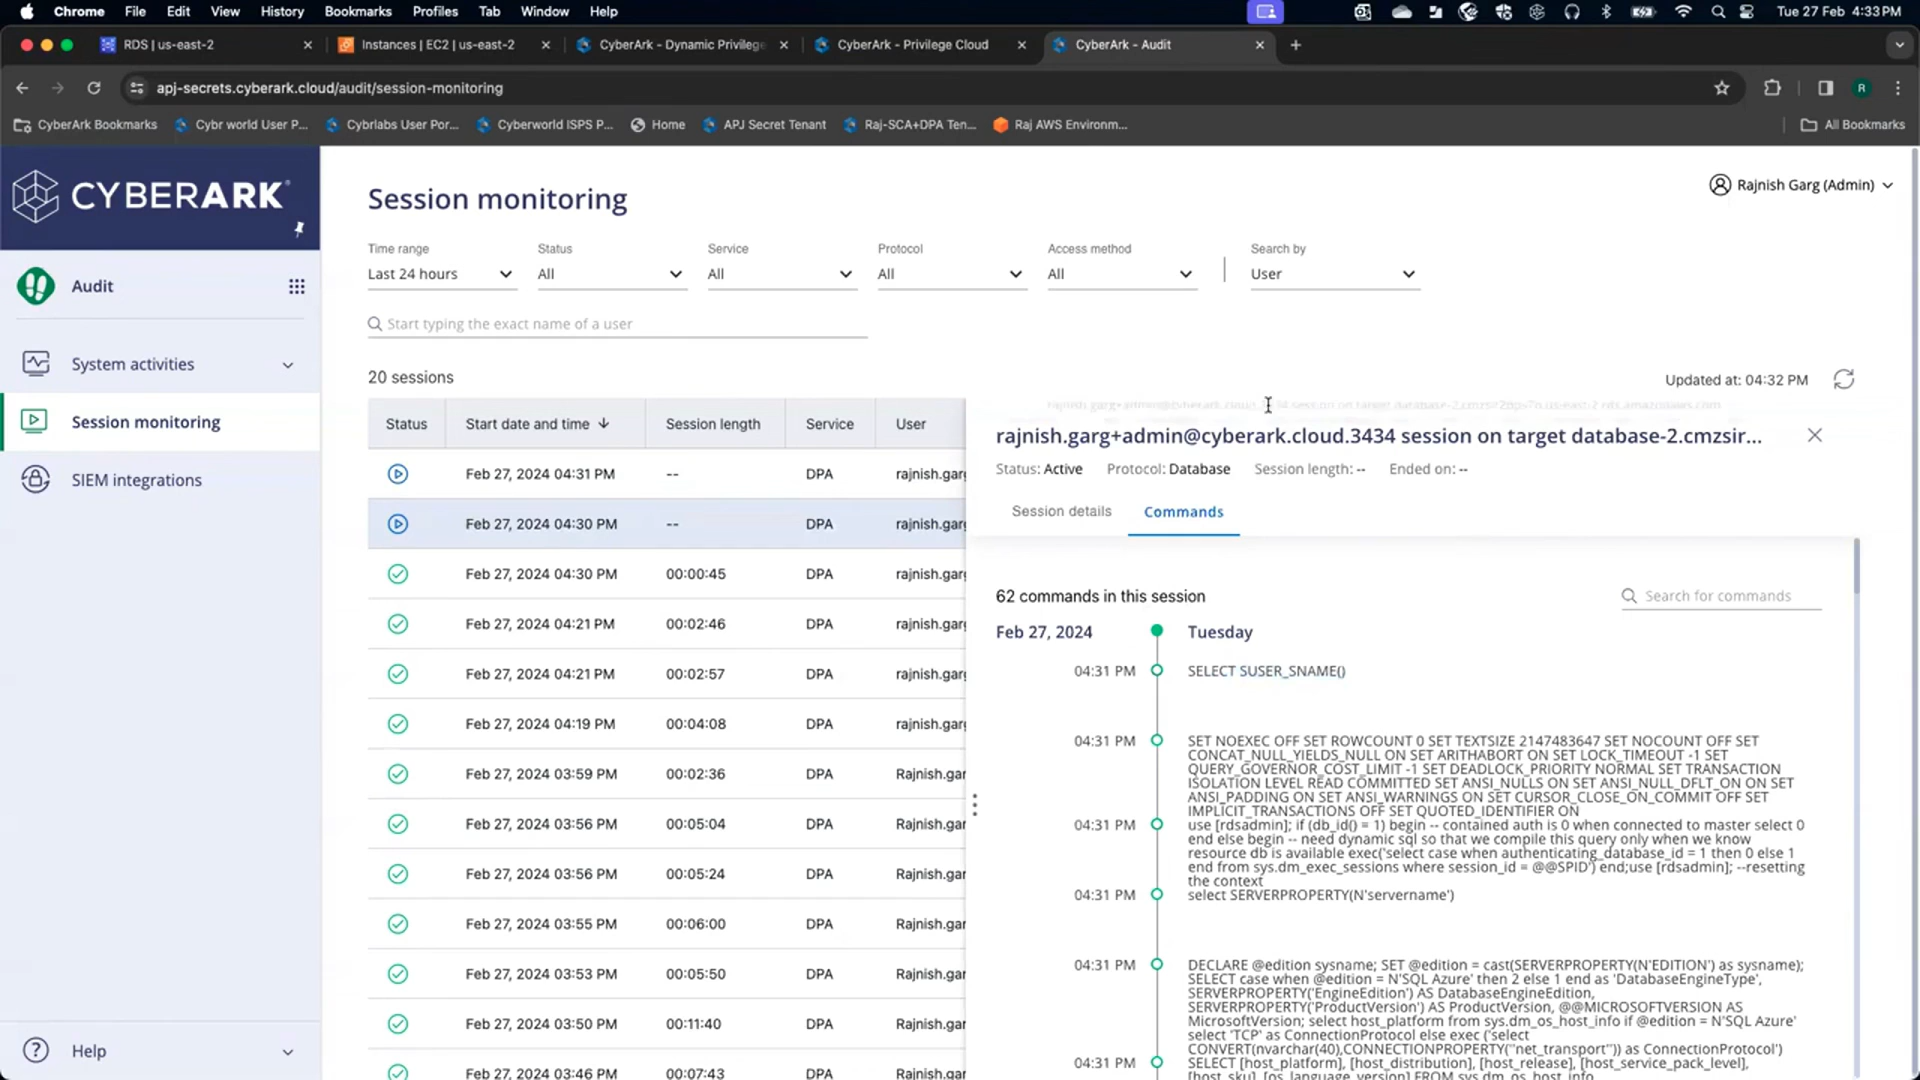 Chrome File Edit View History Bookmarks Profiles Tab Window Help Tue 27 Feb 4:33 PM
RDS | us-east-2 Instances | EC2 | us-east-2 CyberArk - Dynamic Privilege CyberArk - Privilege Cloud CyberArk - Audit
apj-secrets.cyberark.cloud/audit/session-monitoring R
CyberArk Bookmarks Cybr world User P... Cybrlabs User Por... Cyberworld ISPS P... Home APJ Secret Tenant Raj-SCA+DPA Ten... Raj AWS Environm... All Bookmarks
CYBERARK®
Audit
System activities
Session monitoring
SIEM integrations
Help
Session monitoring
Rajnish Garg (Admin)
Time range Status Service Protocol Access method Search by
Last 24 hours All All All All User
Start typing the exact name of a user
20 sessions
Updated at: 04:32 PM
Status Start date and time Session length Service User
Feb 27, 2024 04:31 PM -- DPA rajnish.garg
Feb 27, 2024 04:30 PM -- DPA rajnish.garg
Feb 27, 2024 04:30 PM 00:00:45 DPA rajnish.garg
Feb 27, 2024 04:21 PM 00:02:46 DPA rajnish.garg
Feb 27, 2024 04:21 PM 00:02:57 DPA rajnish.garg
Feb 27, 2024 04:19 PM 00:04:08 DPA rajnish.garg
Feb 27, 2024 03:59 PM 00:02:36 DPA Rajnish.gar
Feb 27, 2024 03:56 PM 00:05:04 DPA Rajnish.gar
Feb 27, 2024 03:56 PM 00:05:24 DPA Rajnish.gar
Feb 27, 2024 03:55 PM 00:06:00 DPA Rajnish.gar
Feb 27, 2024 03:53 PM 00:05:50 DPA Rajnish.gar
Feb 27, 2024 03:50 PM 00:11:40 DPA Rajnish.gar
Feb 27, 2024 03:46 PM 00:07:43 DPA Rajnish.gar
rajnish.garg+admin@cyberark.cloud.3434 session on target database-2.cmzsir...
Status: Active Protocol: Database Session length: -- Ended on: --
Session details Commands
62 commands in this session
Search for commands
Feb 27, 2024 Tuesday
04:31 PM SELECT SUSER_SNAME()
04:31 PM SET NOEXEC OFF SET ROWCOUNT 0 SET TEXTSIZE 2147483647 SET NOCOUNT OFF SET
CONCAT_NULL_YIELDS_NULL ON SET ARITHABORT ON SET LOCK_TIMEOUT -1 SET
QUERY_GOVERNOR_COST_LIMIT -1 SET DEADLOCK_PRIORITY NORMAL SET TRANSACTION
ISOLATION LEVEL READ COMMITTED SET ANSI_NULLS ON SET ANSI_NULL_DFLT_ON ON SET
ANSI_PADDING ON SET ANSI_WARNINGS ON SET CURSOR_CLOSE_ON_COMMIT OFF SET
IMPLICIT_TRANSACTIONS OFF SET QUOTED_IDENTIFIER ON
04:31 PM use [rdsadmin]; if (db_id() = 1) begin -- contained auth is 0 when connected to master select 0
end else begin -- need dynamic sql so that we compile this query only when we know
resource db is available exec('select case when authenticating_database_id = 1 then 0 else 1
end from sys.dm_exec_sessions where session_id = @@SPID') end;use [rdsadmin]; --resetting
the context
04:31 PM select SERVERPROPERTY(N'servername')
04:31 PM DECLARE @edition sysname; SET @edition = cast(SERVERPROPERTY(N'EDITION') as sysname);
SELECT case when @edition = N'SQL Azure' then 2 else 1 end as 'DatabaseEngineType',
SERVERPROPERTY('EngineEdition') AS DatabaseEngineEdition,
SERVERPROPERTY('ProductVersion') AS ProductVersion, @@MICROSOFTVERSION AS
MicrosoftVersion; select host_platform from sys.dm_os_host_info if @edition = N'SQL Azure'
select 'TCP' as ConnectionProtocol else exec ('select
CONVERT(nvarchar(40),CONNECTIONPROPERTY(''net_transport'')) as ConnectionProtocol')
04:31 PM SELECT [host_platform], [host_distribution], [host_release], [host_service_pack_level],
[host_sku], [os_language_version] FROM sys.dm_os_host_info